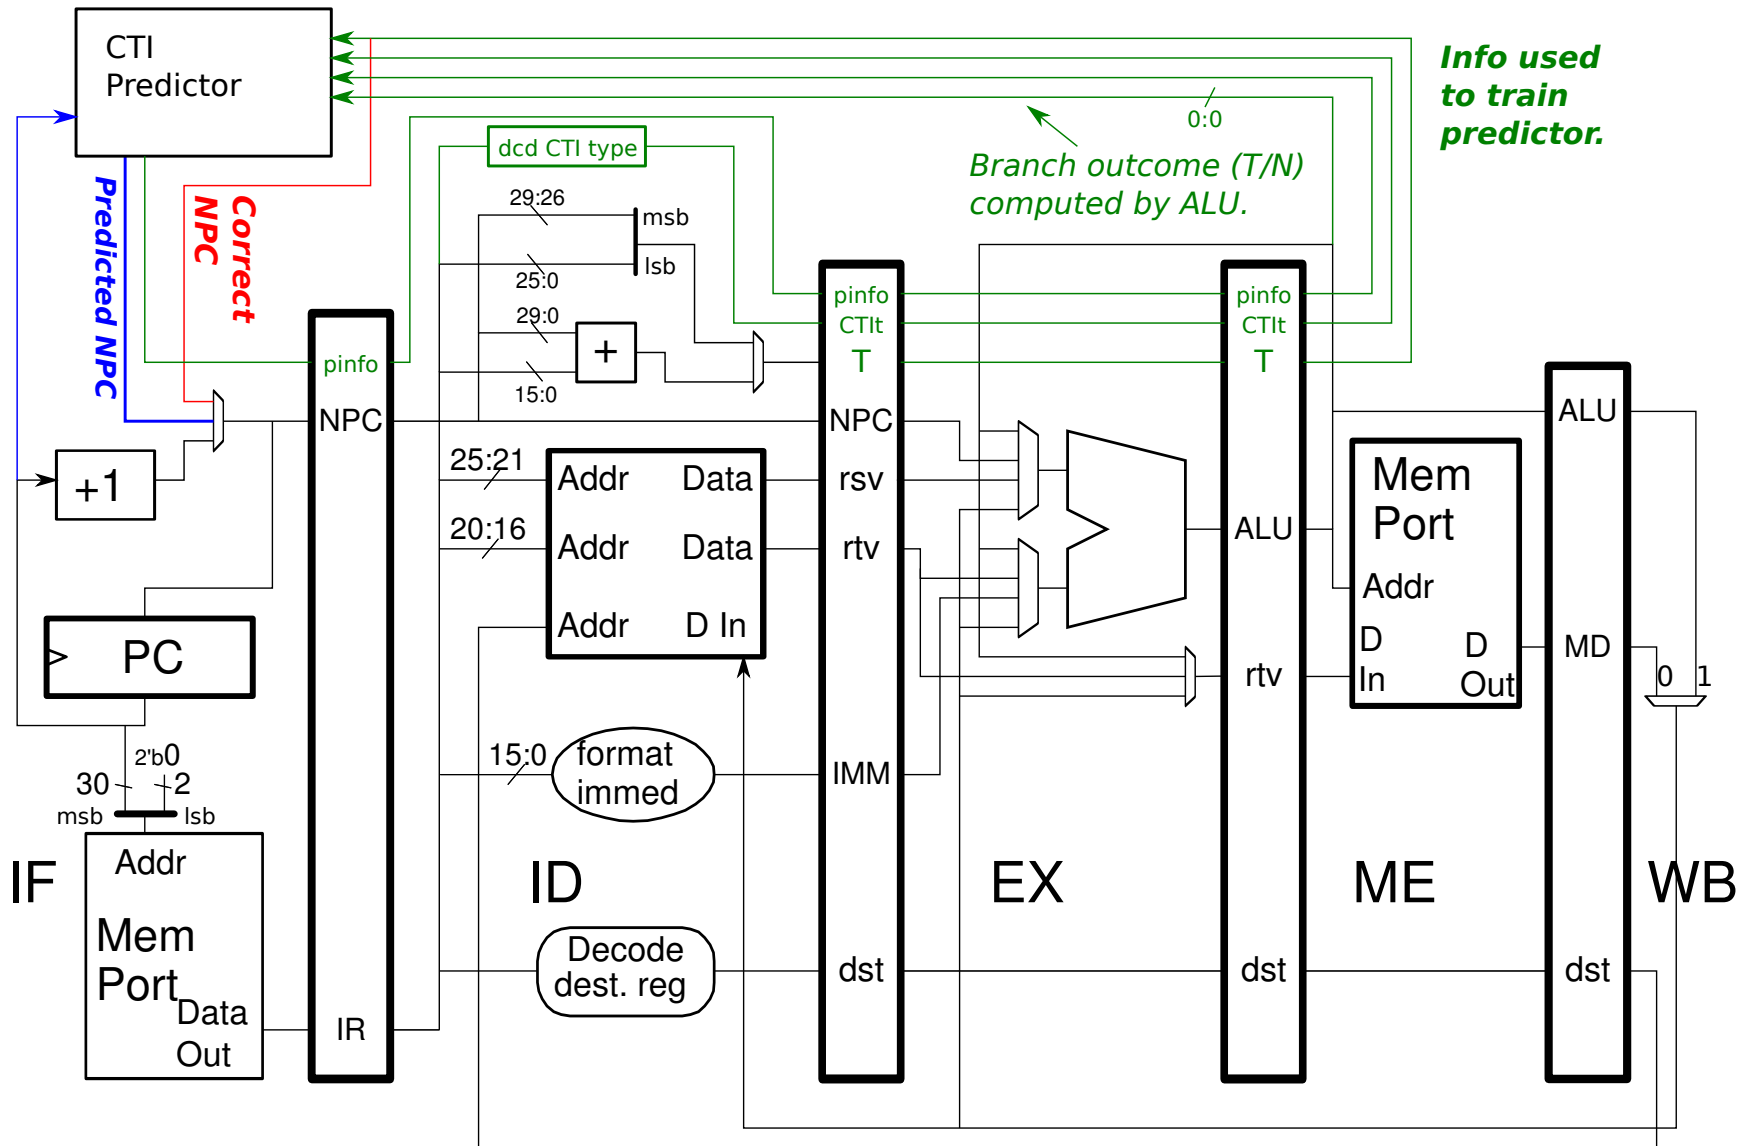 CTI
Predictor
Info used
to train
predictor.
0:0
dcd CTI type
Branch outcome (T/N)
computed by ALU.
Predicted NPC
Correct
NPC
29:26
msb
lsb
25:0
29:0
+
15:0
pinfo
NPC
IR
pinfo
CTIt
T
NPC
rsv
rtv
IMM
dst
pinfo
CTIt
T
ALU
rtv
dst
ALU
MD
dst
+1
PC
25:21
Addr
Data
20:16
Addr
Data
Addr
D In
Mem
Port
Addr
D
In
D
Out
0
1
30
2'b0
2
msb
lsb
15:0
format
immed
Addr
Mem
Port
Data
Out
Decode
dest. reg
IF
ID
EX
ME
WB